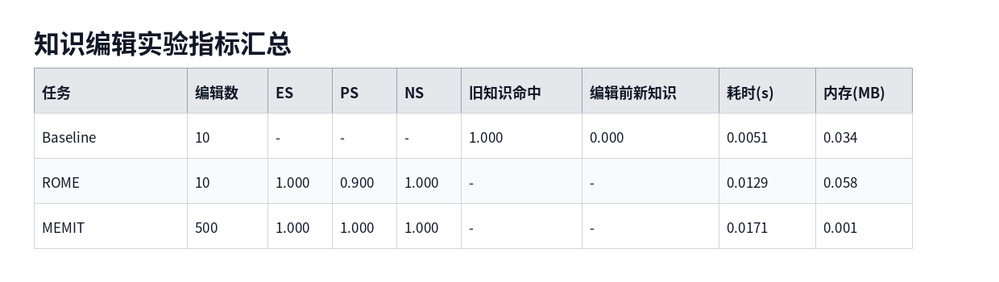 知识编辑实验指标汇总
任务 编辑数 ES PS NS 旧知识命中 编辑前新知识 耗时(s) 内存(MB)
Baseline 10 - - - 1.000 0.000 0.0051 0.034
ROME 10 1.000 0.900 1.000 - - 0.0129 0.058
MEMIT 500 1.000 1.000 1.000 - - 0.0171 0.001